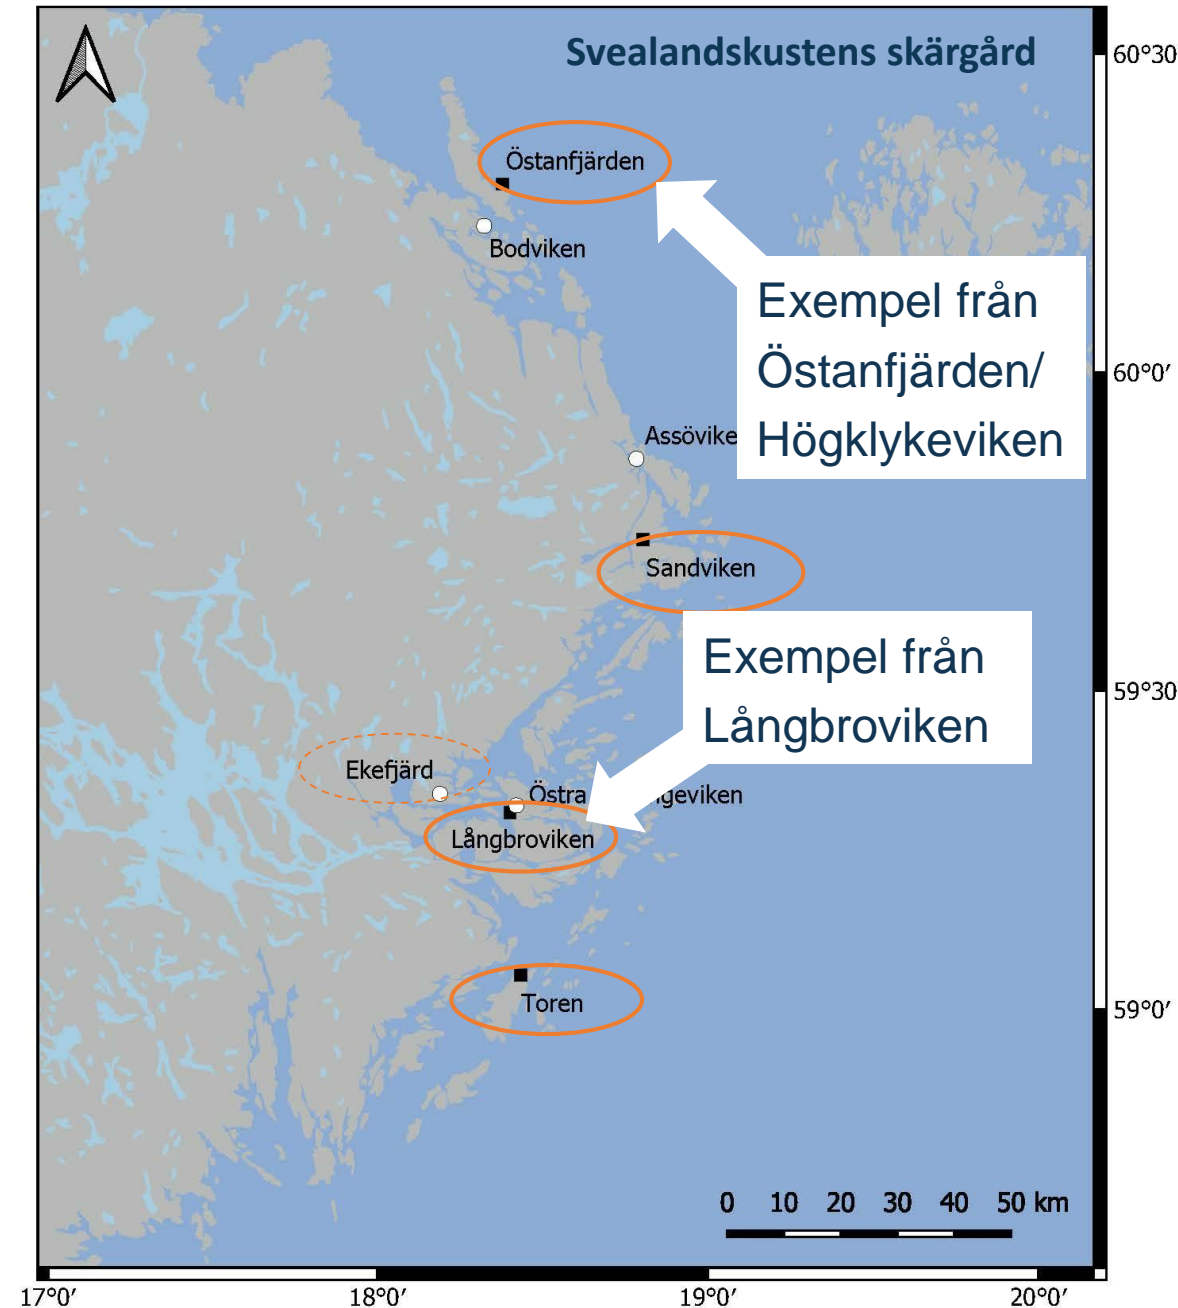 Svealandskustens skärgård
60°30
Östanfjärden
Bodviken
Exempel från
Östanfjärden/
Högklykeviken
60°0'
Assövike
Sandviken
Exempel från
Långbroviken
59°30
Ekefjärd
Östra geviken
Långbroviken
Toren
59°0'
0 10 20 30 40 50 km
17°0' 18°0' 19°0' 20°0'